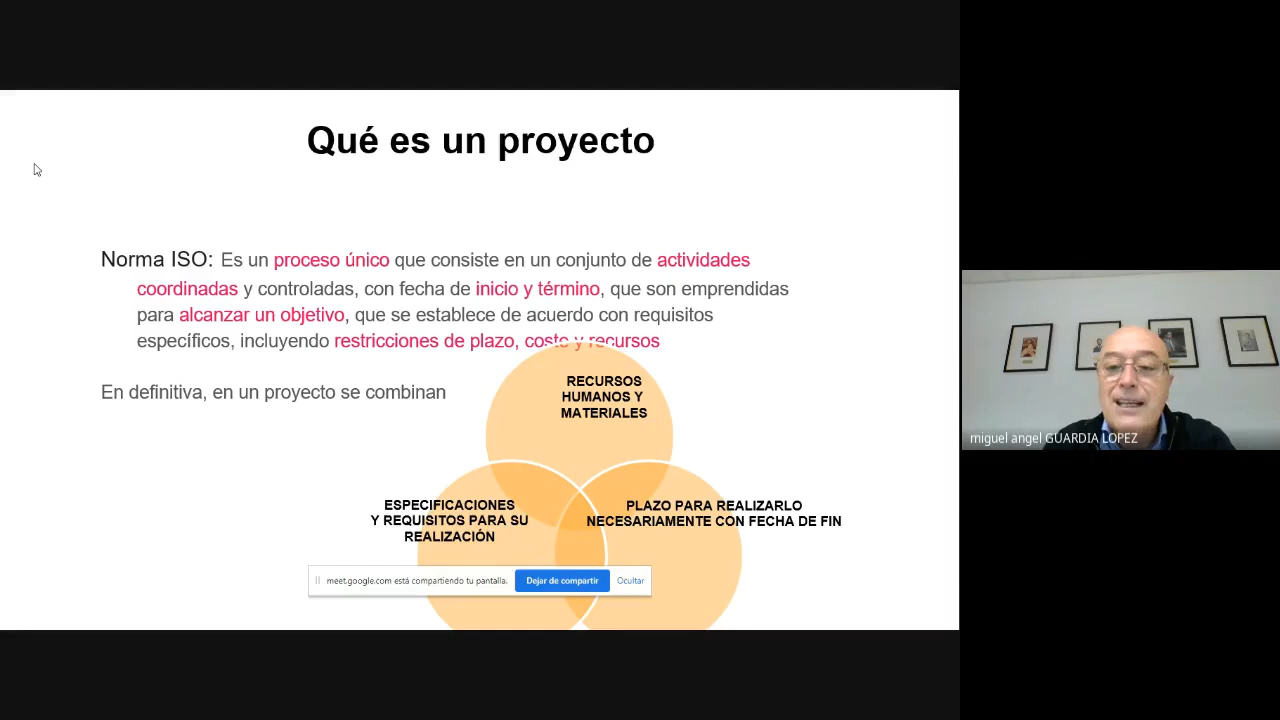 Qué es un proyecto
Norma ISO: Es un proceso único que consiste en un conjunto de actividades
coordinadas y controladas, con fecha de inicio y término, que son emprendidas
para alcanzar un objetivo, que se establece de acuerdo con requisitos
específicos, incluyendo restricciones de plazo, costo y recursos
En definitiva, en un proyecto se combinan
RECURSOS
HUMANOS Y
MATERIALES
ESPECIFICACIONES
Y REQUISITOS PARA SU
REALIZACIÓN
PLAZO PARA REALIZARLO
NECESARIAMENTE CON FECHA DE FIN
meet.google.com está compartiendo tu pantalla.
Dejar de compartir
Ocultar
miguel angel GUARDIA LOPEZ